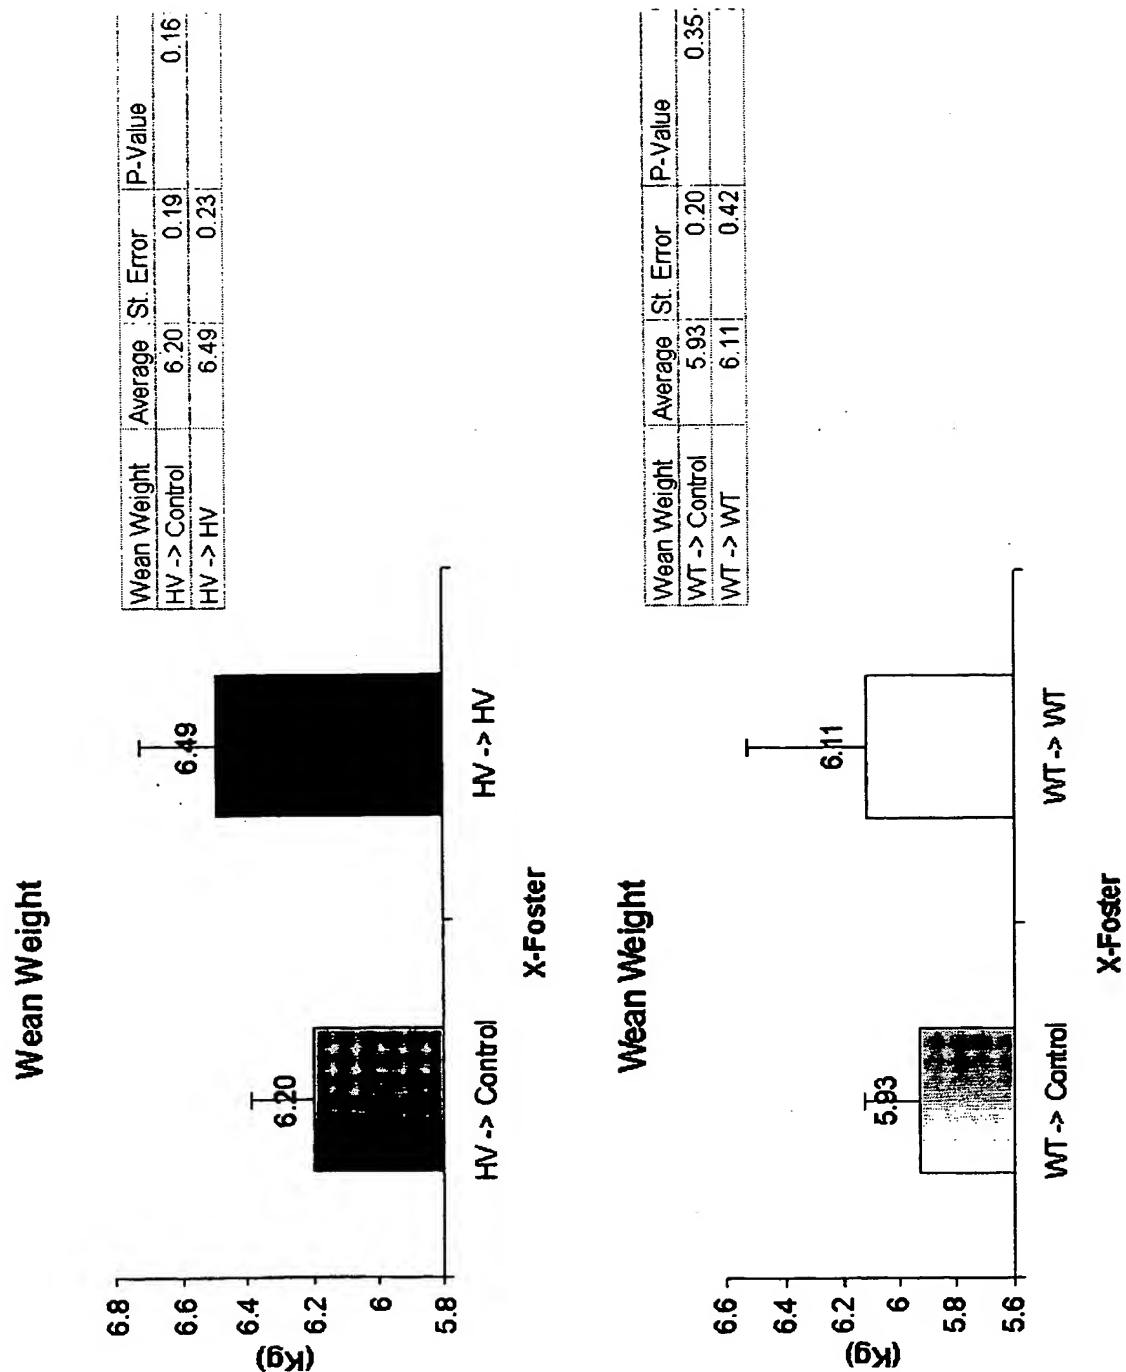 Wean Weight
(Kg)
6.8
6.6
6.4
6.2
6
5.8
6.20
6.49
HV -> Control
HV -> HV
X-Foster
Wean Weight Average St. Error P-Value
HV -> Control 6.20 0.19 0.16
HV -> HV 6.49 0.23
Wean Weight
(Kg)
6.6
6.4
6.2
6
5.8
5.6
5.93
6.11
WT -> Control
WT -> WT
X-Foster
Wean Weight Average St. Error P-Value
WT -> Control 5.93 0.20 0.35
WT -> WT 6.11 0.42